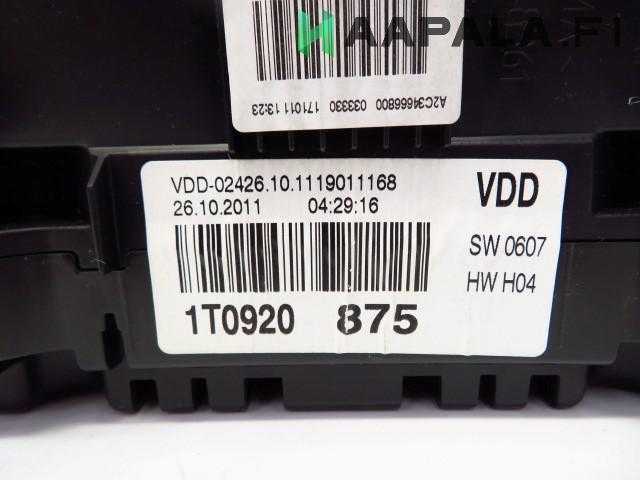 HAAPALA.FI
A2C34666800 033330 171011 13:23
VDD-02426.10.1119011168
26.10.2011 04:29:16
VDD
SW 0607
HW H04
1T0920 875